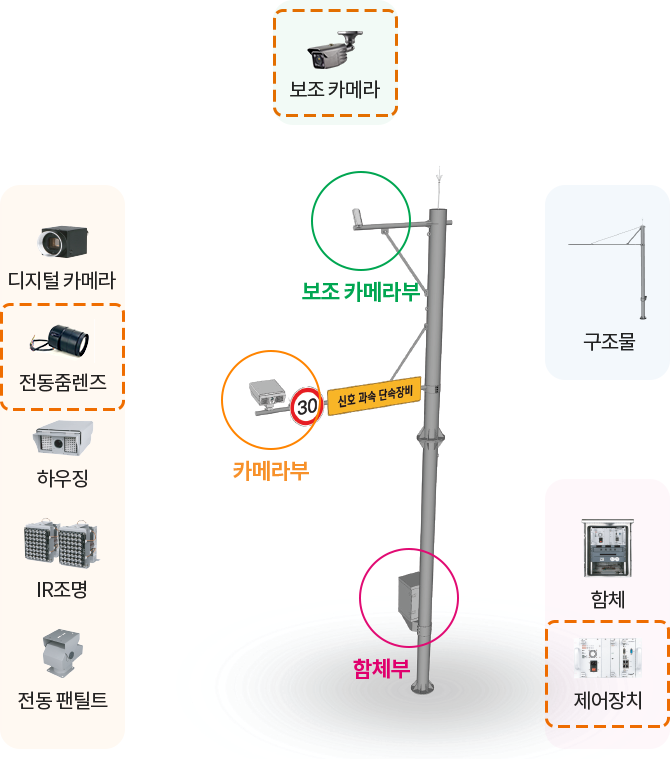 보조 카메라
디지털 카메라
전동줌렌즈
하우징
IR조명
전동 팬틸트
보조 카메라부
30
신호 과속 단속장비
카메라부
함체부
구조물
함체
제어장치